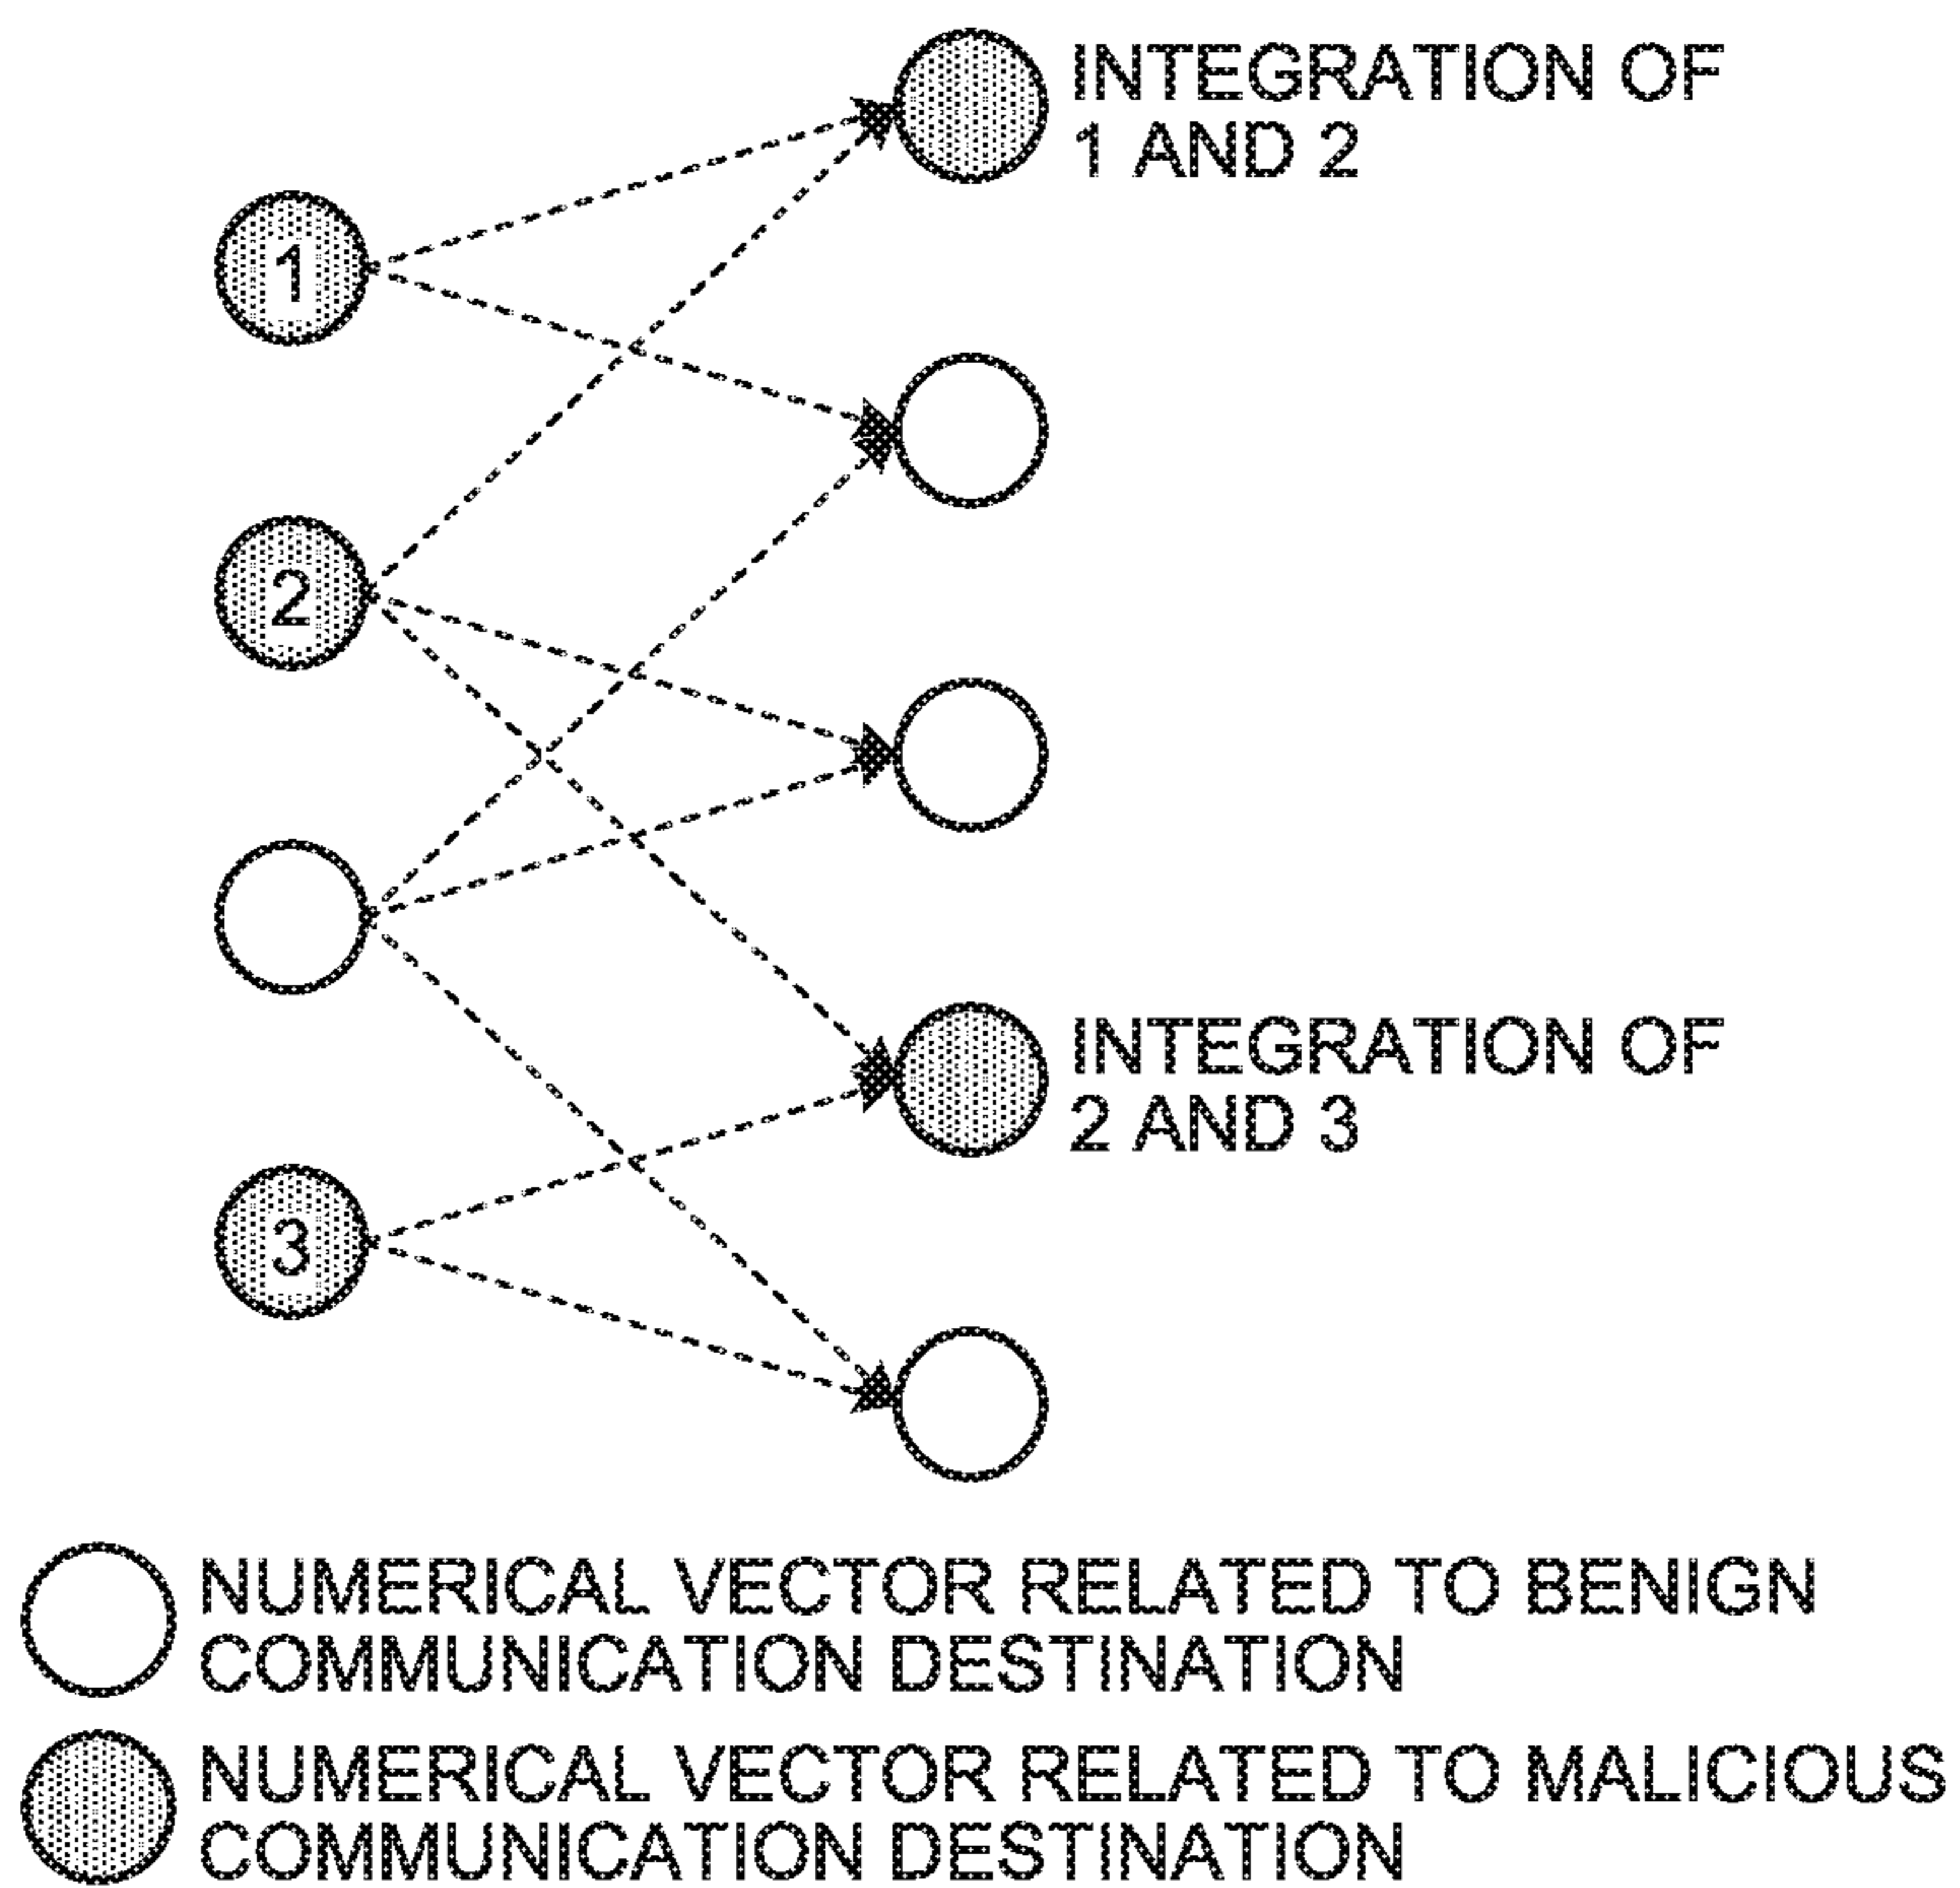 INTEGRATION OF
1 AND 2
1
2
INTEGRATION OF
2 AND 3
3
NUMERICAL VECTOR RELATED TO BENIGN
COMMUNICATION DESTINATION
NUMERICAL VECTOR RELATED TO MALICIOUS
COMMUNICATION DESTINATION